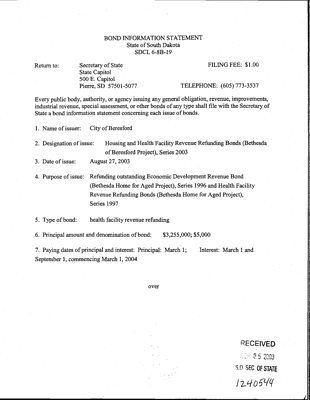 BOND INFORMATION STATEMENT
State of South Dakota
SDCL 6-8B-19
Return to: Secretary of State FILING FEE: $1.00
State Capitol
500 E. Capitol
Pierre, SD 57501-5077 TELEPHONE: (605) 773-3537
Every public body, authority, or agency issuing any general obligation, revenue, improvements,
industrial revenue, special assessment, or other bonds of any type shall file with the Secretary of
State a bond information statement concerning each issue of bonds.
1. Name of issuer: City of Beresford
2. Designation of issue: Housing and Health Facility Revenue Refunding Bonds (Bethesda
of Beresford Project), Series 2003
3. Date of issue: August 27, 2003
4. Purpose of issue: Refunding outstanding Economic Development Revenue Bond
(Bethesda Home for Aged Project), Series 1996 and Health Facility
Revenue Refunding Bonds (Bethesda Home for Aged Project),
Series 1997
5. Type of bond: health facility revenue refunding
6. Principal amount and denomination of bond: $3,255,000; $5,000
7. Paying dates of principal and interest: Principal: March 1; Interest: March 1 and
September 1, commencing March 1, 2004
over
RECEIVED
05 2003
S.D. SEC. OF STATE
1240544